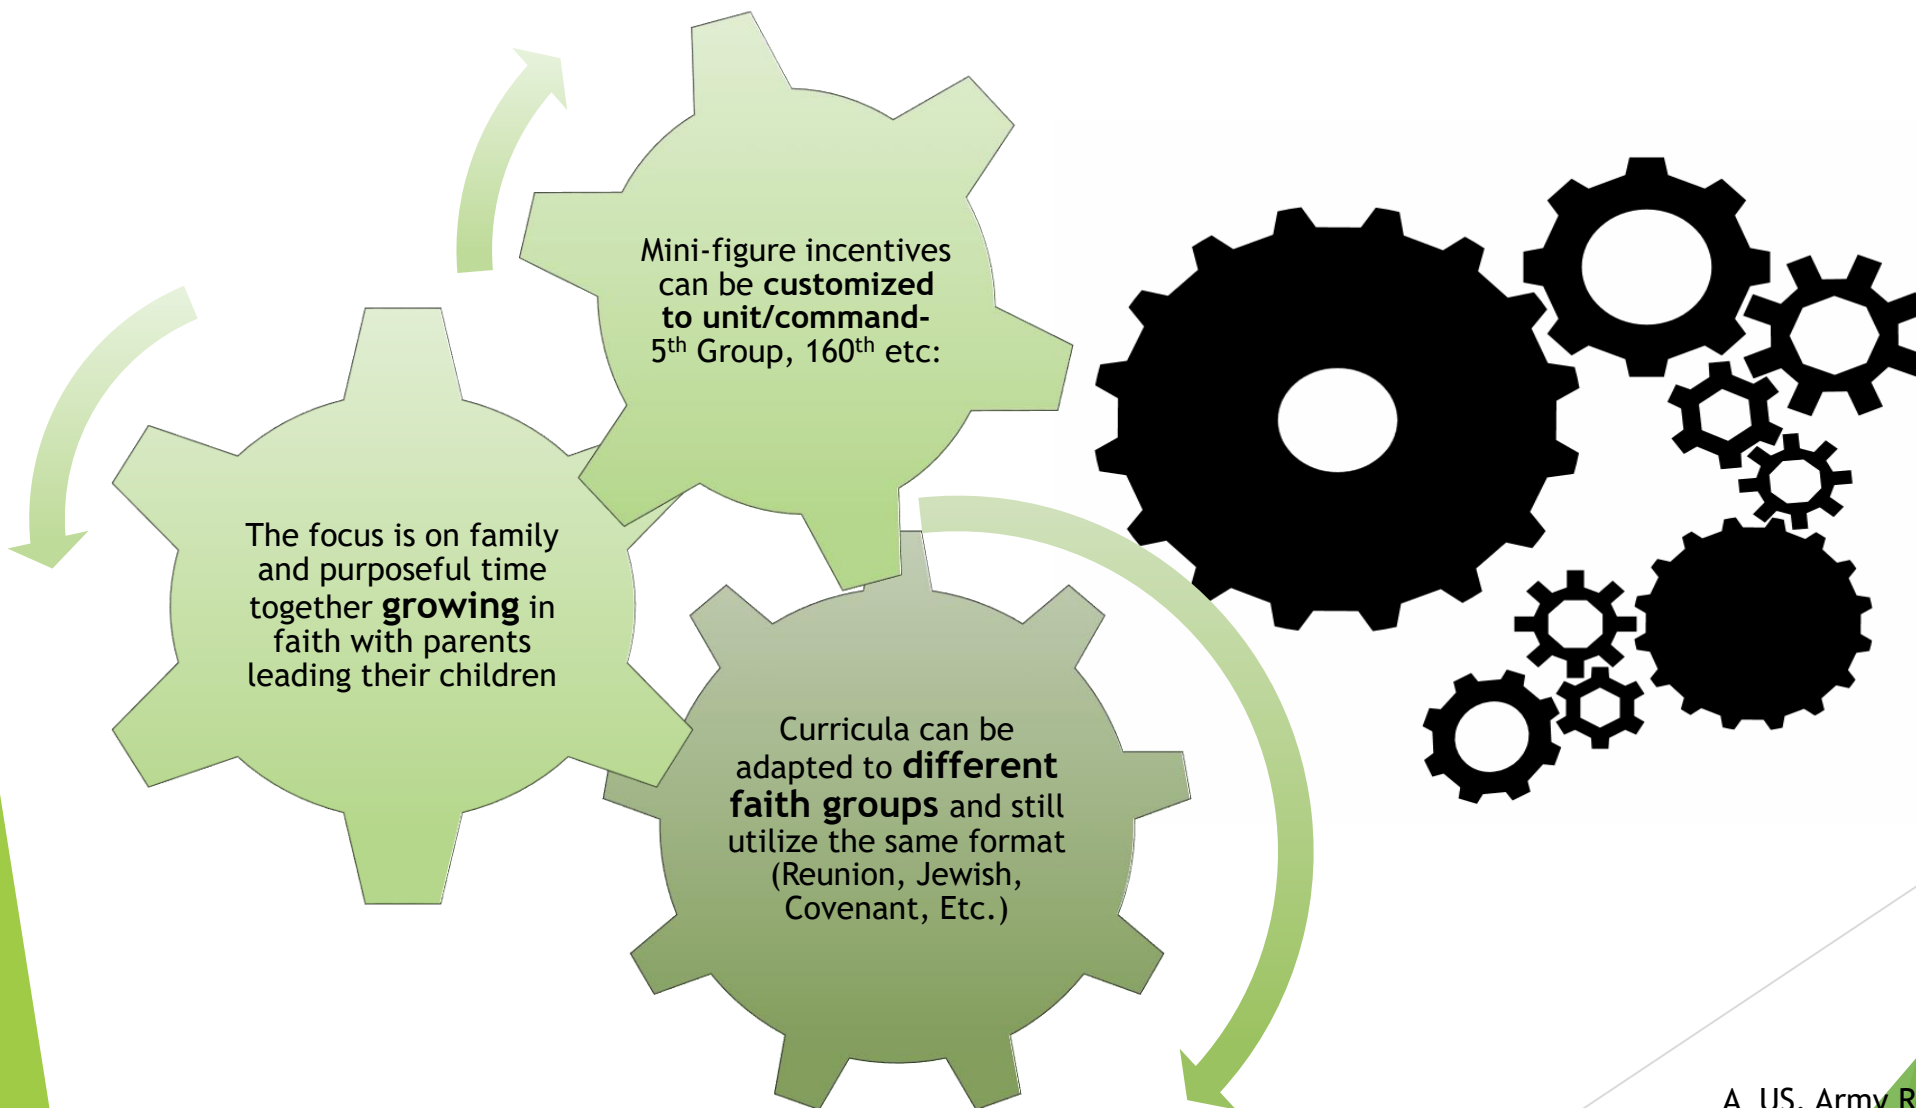 Mini-figure incentives
can be customized
to unit/command-
5th Group, 160th etc:
The focus is on family
and purposeful time
together growing in
faith with parents
leading their children
Curricula can be
adapted to different
faith groups and still
utilize the same format
(Reunion, Jewish,
Covenant, Etc.)
A US. Army R